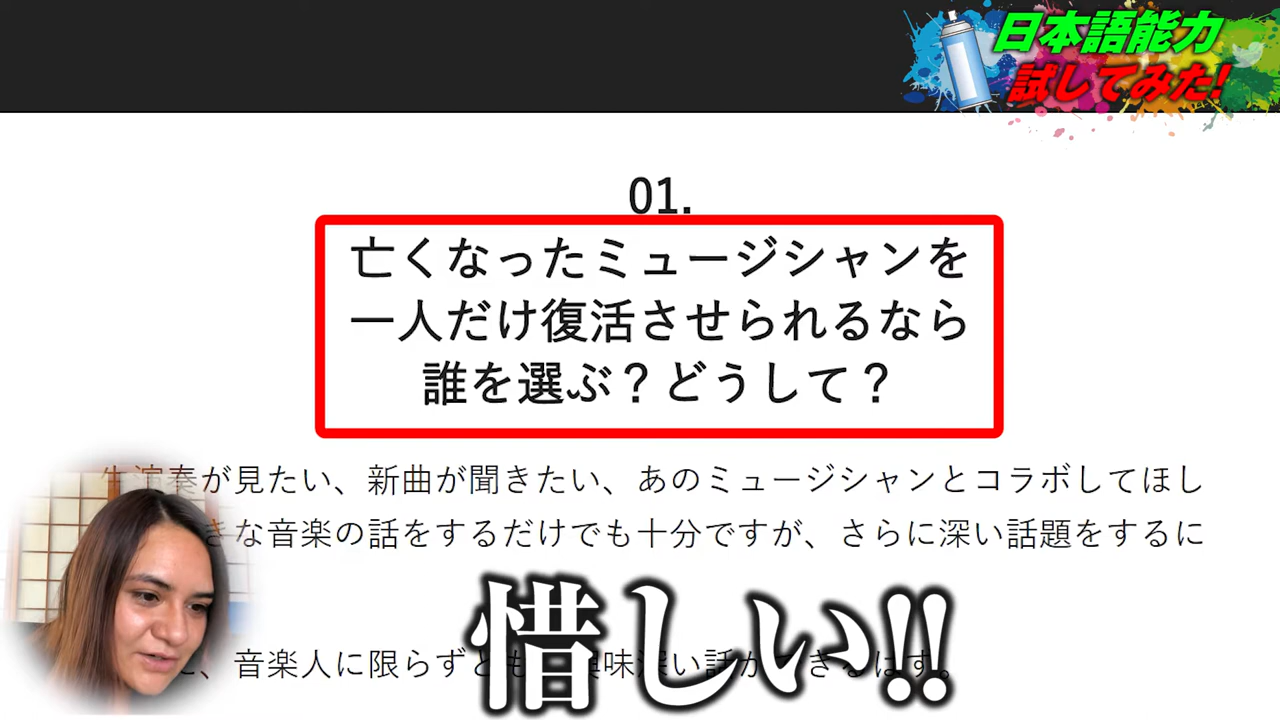 日本語能力
試してみた!
01.
亡くなったミュージシャンを
一人だけ復活させられるなら
誰を選ぶ?どうして?
生演奏が見たい、新曲が聞きたい、あのミュージシャンとコラボしてほし
きな音楽の話をするだけでも十分ですが、さらに深い話題をするに
、音楽人に限らずとも
惜しい!!